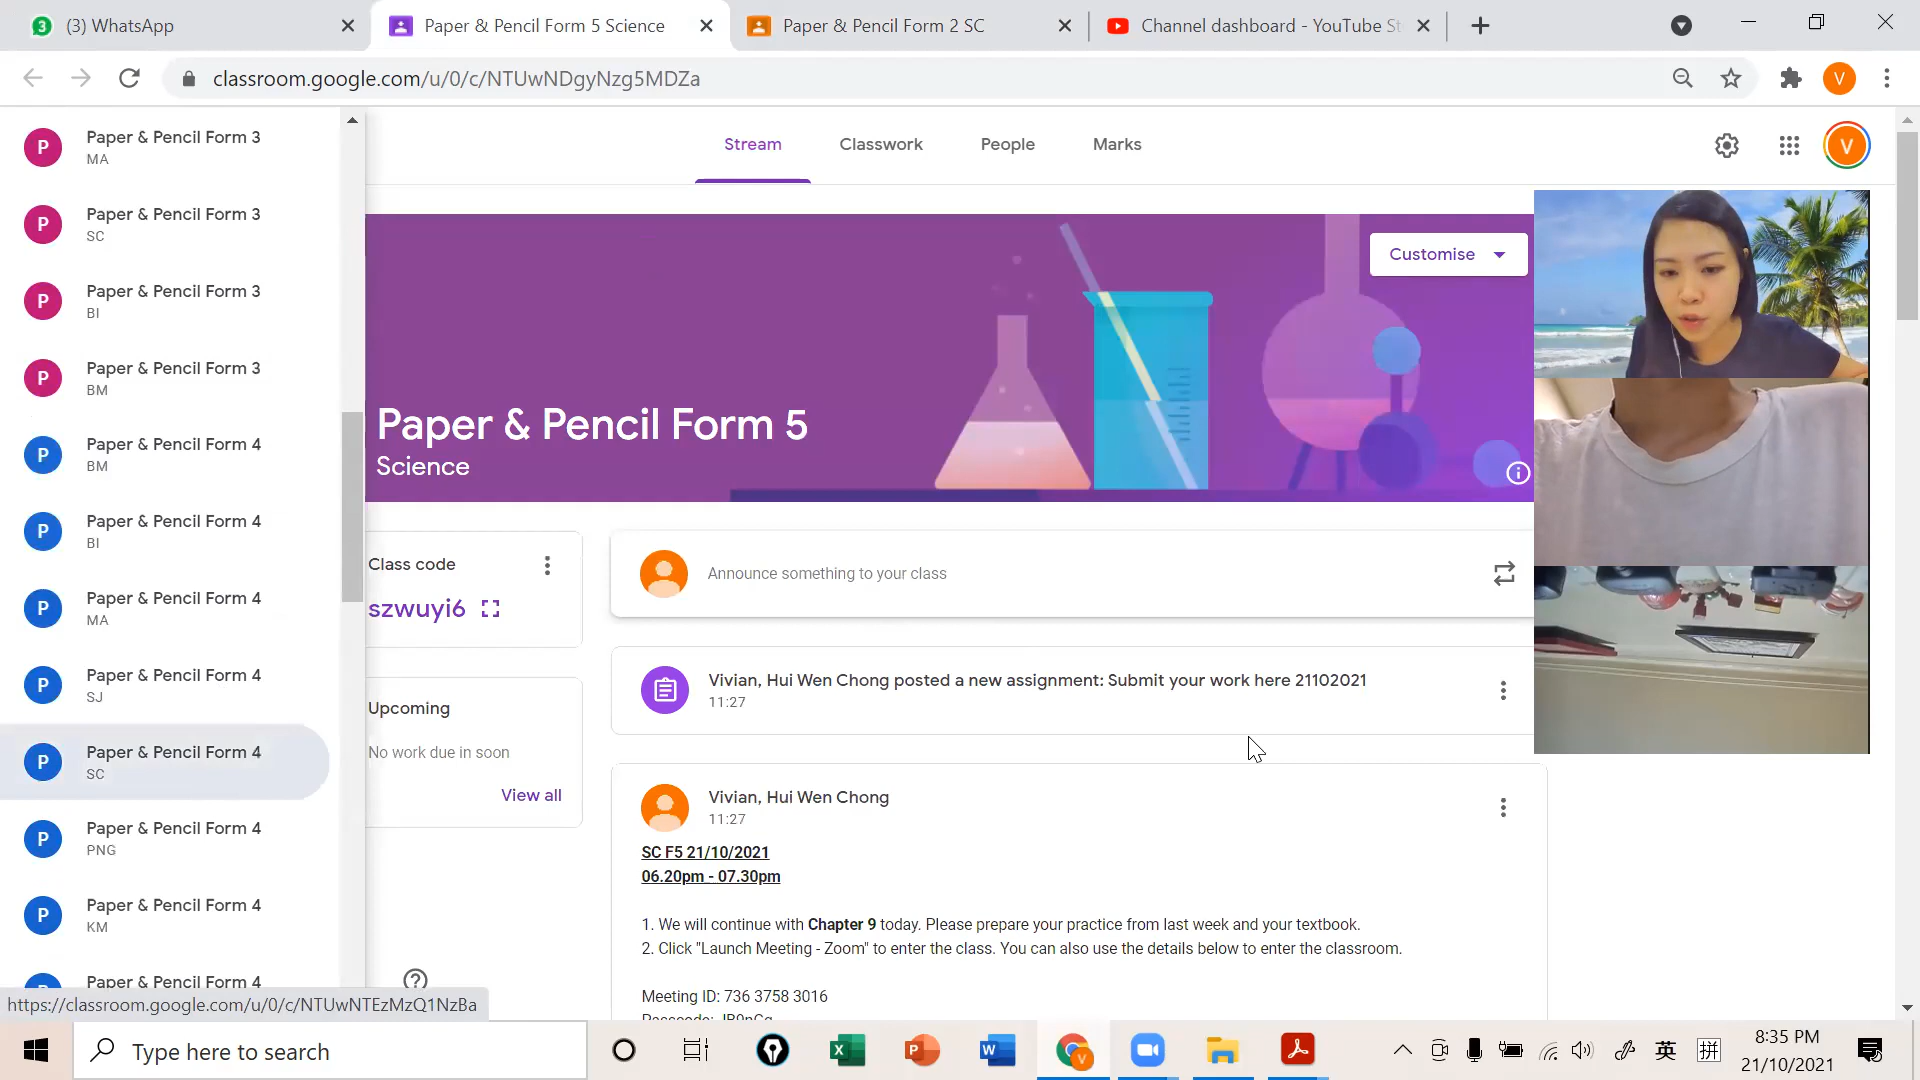 3 (3) WhatsApp
Paper & Pencil Form 5 Science
Paper & Pencil Form 2 SC
Channel dashboard - YouTube St
classroom.google.com/u/0/c/NTUwNDgyNzg5MDZa
V
Stream
Classwork
People
Marks
V
P Paper & Pencil Form 3
MA
P Paper & Pencil Form 3
SC
P Paper & Pencil Form 3
BI
P Paper & Pencil Form 3
BM
P Paper & Pencil Form 4
BM
P Paper & Pencil Form 4
BI
P Paper & Pencil Form 4
MA
P Paper & Pencil Form 4
SJ
P Paper & Pencil Form 4
SC
P Paper & Pencil Form 4
PNG
P Paper & Pencil Form 4
KM
Paper & Pencil Form 4
https://classroom.google.com/u/0/c/NTUwNTEzMzQ1NzBa
Customise
Paper & Pencil Form 5
Science
Class code
szwuyi6
Upcoming
No work due in soon
View all
Announce something to your class
Vivian, Hui Wen Chong posted a new assignment: Submit your work here 21102021
11:27
Vivian, Hui Wen Chong
11:27
SC F5 21/10/2021
06.20pm - 07.30pm
1. We will continue with Chapter 9 today. Please prepare your practice from last week and your textbook.
2. Click "Launch Meeting - Zoom" to enter the class. You can also use the details below to enter the classroom.
Meeting ID: 736 3758 3016
Type here to search
V
英
拼
8:35 PM
21/10/2021